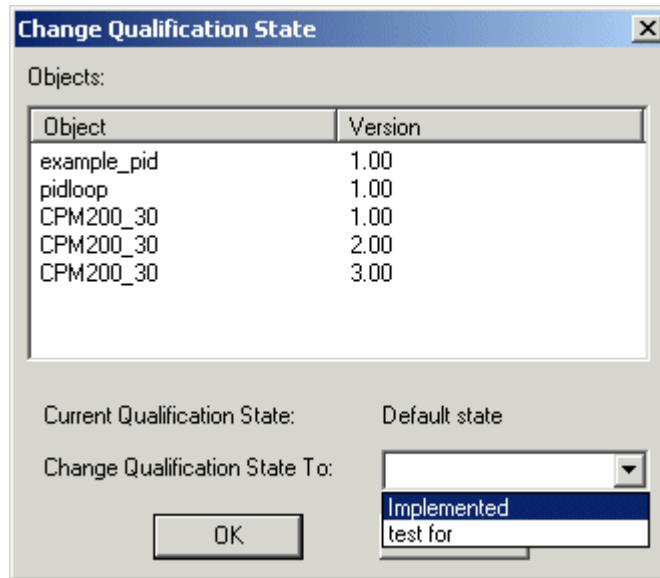 Change Qualification State
Objects:
Object Version
example_pid 1.00
pidloop 1.00
CPM200_30 1.00
CPM200_30 2.00
CPM200_30 3.00
Current Qualification State: Default state
Change Qualification State To:
Implemented
test for
OK